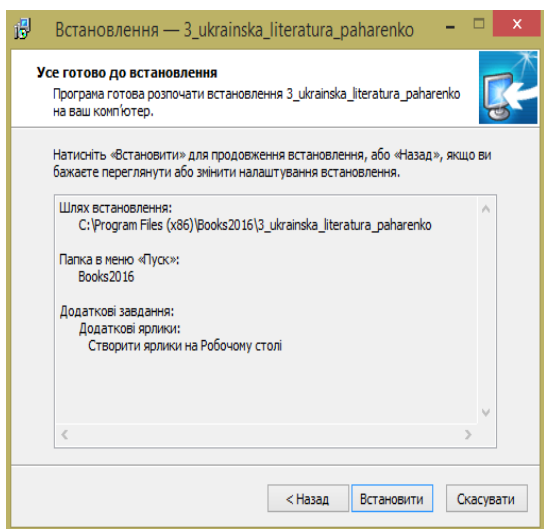 Встановлення — 3_ukrainska_literatura_paharenko
Усе готово до встановлення
Програма готова розпочати встановлення 3_ukrainska_literatura_paharenko
на ваш комп'ютер.
Натисніть «Встановити» для продовження встановлення, або «Назад», якщо ви
бажаєте переглянути або змінити налаштування встановлення.
Шлях встановлення:
C:\Program Files (x86)\Books2016\3_ukrainska_literatura_paharenko
Папка в меню «Пуск»:
Books2016
Додаткові завдання:
Додаткові ярлики:
Створити ярлики на Робочому столі
< Назад Встановити Скасувати